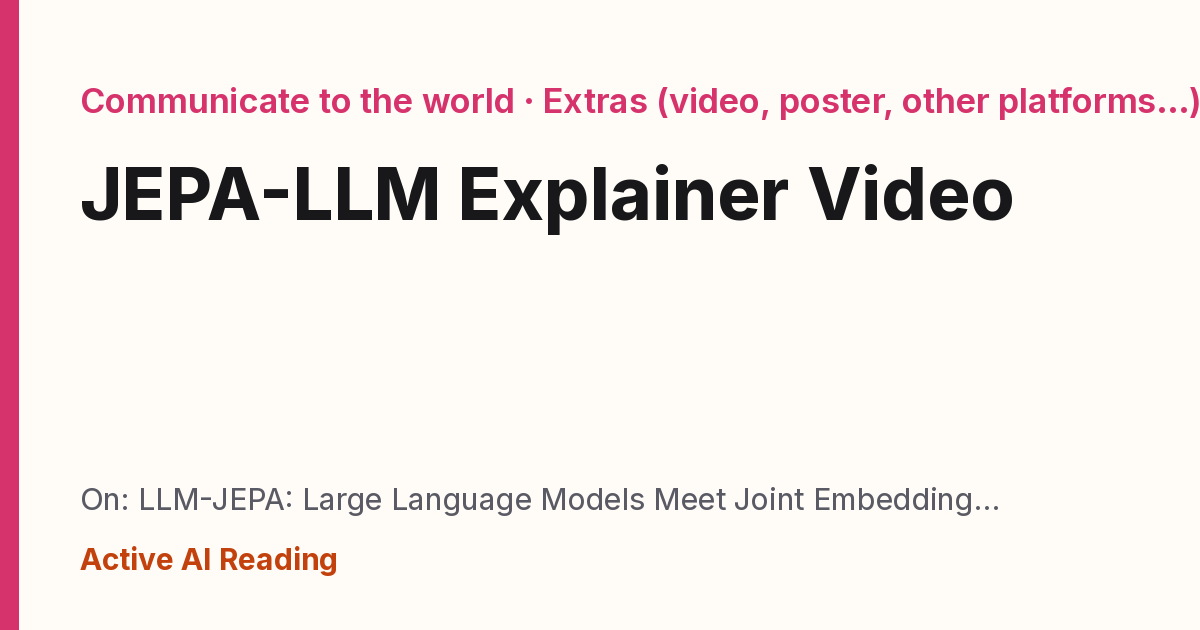 Communicate to the world · Extras (video, poster, other platforms...)
JEPA-LLM Explainer Video
On: LLM-JEPA: Large Language Models Meet Joint Embedding...
Active AI Reading